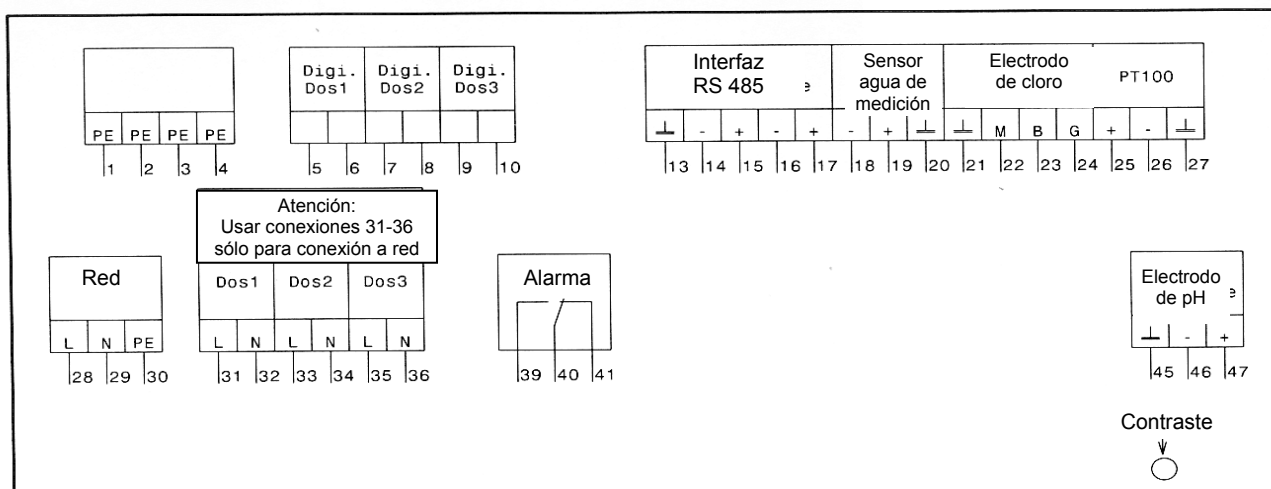 Digi. Digi. Digi.
Dos1 Dos2 Dos3
PE PE PE PE
1 2 3 4
5 6 7 8 9 10
Interfaz
RS 485 e
Sensor
agua de
medición
Electrodo
de cloro
PT100
- + - + - + M B G + -
13 14 15 16 17 18 19 20 21 22 23 24 25 26 27
Atención:
Usar conexiones 31-36
sólo para conexión a red
Red
L N PE
28 29 30
Dos1 Dos2 Dos3
L N L N L N
31 32 33 34 35 36
Alarma
39 40 41
Electrodo
de pH e
- +
45 46 47
Contraste